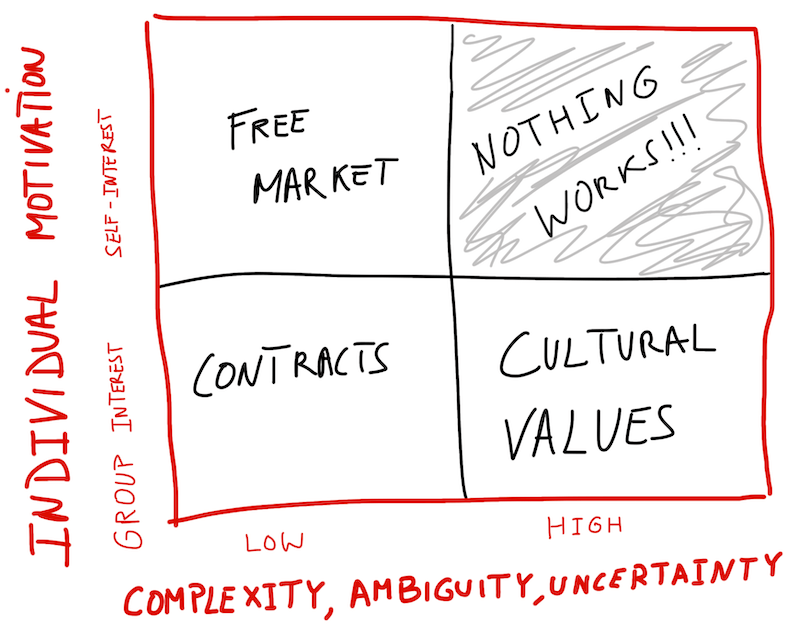 INDIVIDUAL MOTIVATION
SELF-INTEREST
GROUP INTEREST
FREE
MARKET
NOTHING
WORKS!!!
CONTRACTS
CULTURAL
VALUES
LOW
HIGH
COMPLEXITY, AMBIGUITY, UNCERTAINTY